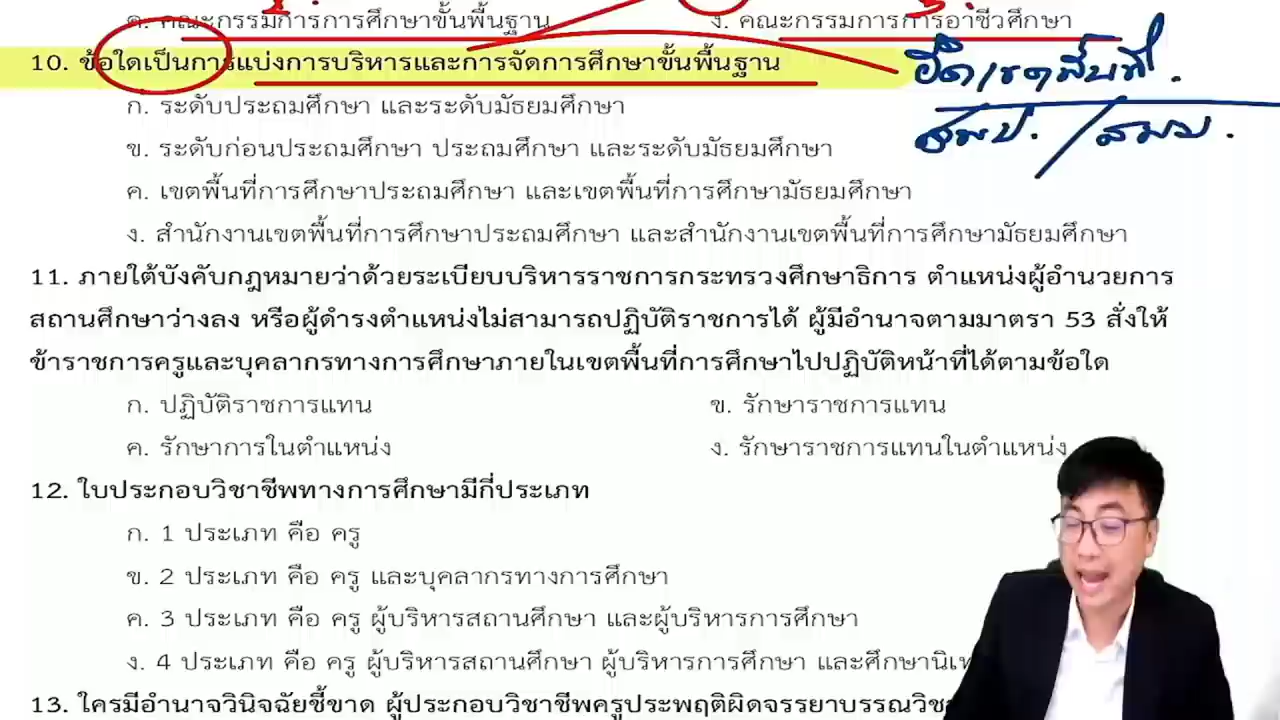 ค. คณะกรรมการการศึกษาขั้นพื้นฐาน ง. คณะกรรมการการอาชีวศึกษา
10. ข้อใดเป็นการแบ่งการบริหารและการจัดการศึกษาขั้นพื้นฐาน
ยึดเขตพื้นที่.
สพป. / สพม.
ก. ระดับประถมศึกษา และระดับมัธยมศึกษา
ข. ระดับก่อนประถมศึกษา ประถมศึกษา และระดับมัธยมศึกษา
ค. เขตพื้นที่การศึกษาประถมศึกษา และเขตพื้นที่การศึกษามัธยมศึกษา
ง. สำนักงานเขตพื้นที่การศึกษาประถมศึกษา และสำนักงานเขตพื้นที่การศึกษามัธยมศึกษา
11. ภายใต้บังคับกฎหมายว่าด้วยระเบียบบริหารราชการกระทรวงศึกษาธิการ ตำแหน่งผู้อำนวยการ
สถานศึกษาว่างลง หรือผู้ดำรงตำแหน่งไม่สามารถปฏิบัติราชการได้ ผู้มีอำนาจตามมาตรา 53 สั่งให้
ข้าราชการครูและบุคลากรทางการศึกษาภายในเขตพื้นที่การศึกษาไปปฏิบัติหน้าที่ได้ตามข้อใด
ก. ปฏิบัติราชการแทน ข. รักษาราชการแทน
ค. รักษาการในตำแหน่ง ง. รักษาราชการแทนในตำแหน่ง
12. ใบประกอบวิชาชีพทางการศึกษามีกี่ประเภท
ก. 1 ประเภท คือ ครู
ข. 2 ประเภท คือ ครู และบุคลากรทางการศึกษา
ค. 3 ประเภท คือ ครู ผู้บริหารสถานศึกษา และผู้บริหารการศึกษา
ง. 4 ประเภท คือ ครู ผู้บริหารสถานศึกษา ผู้บริหารการศึกษา และศึกษานิเท
13. ใครมีอำนาจวินิจฉัยชี้ขาด ผู้ประกอบวิชาชีพครูประพฤติผิดจรรยาบรรณวิช